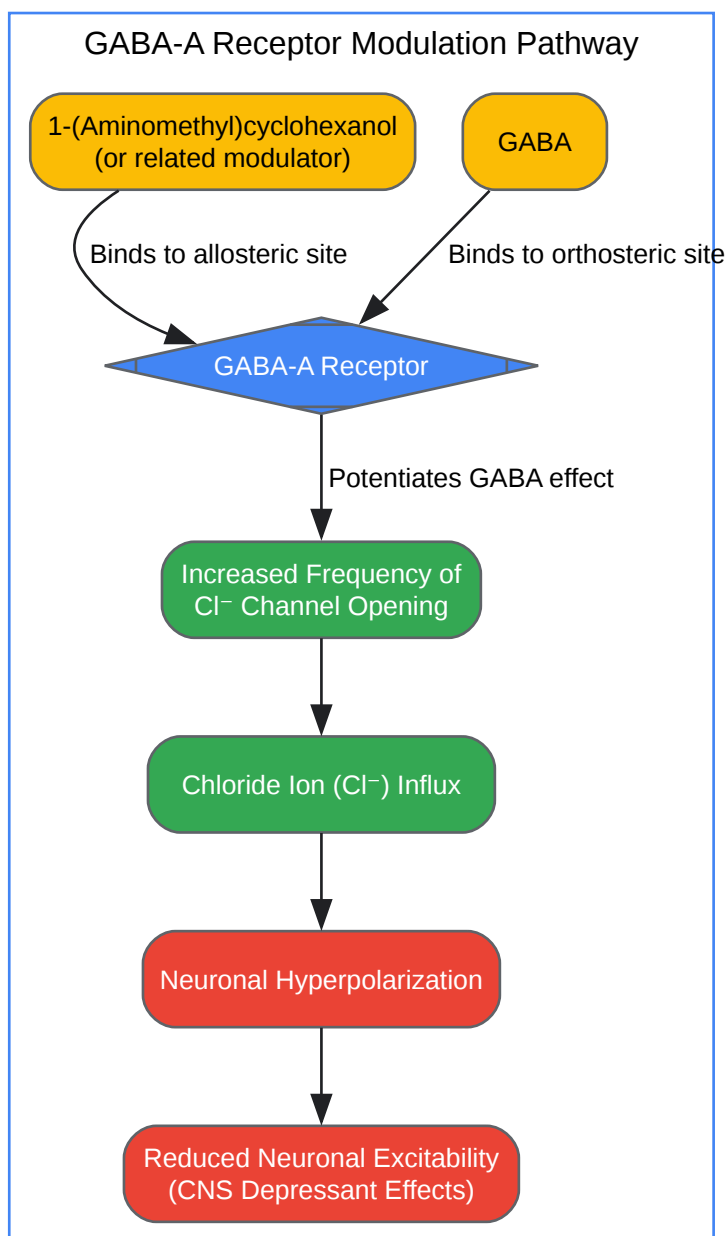 GABA-A Receptor Modulation Pathway
1-(Aminomethyl)cyclohexanol
(or related modulator)
GABA
Binds to allosteric site
Binds to orthosteric site
GABA-A Receptor
Potentiates GABA effect
Increased Frequency of
Cl⁻ Channel Opening
Chloride Ion (Cl⁻) Influx
Neuronal Hyperpolarization
Reduced Neuronal Excitability
(CNS Depressant Effects)